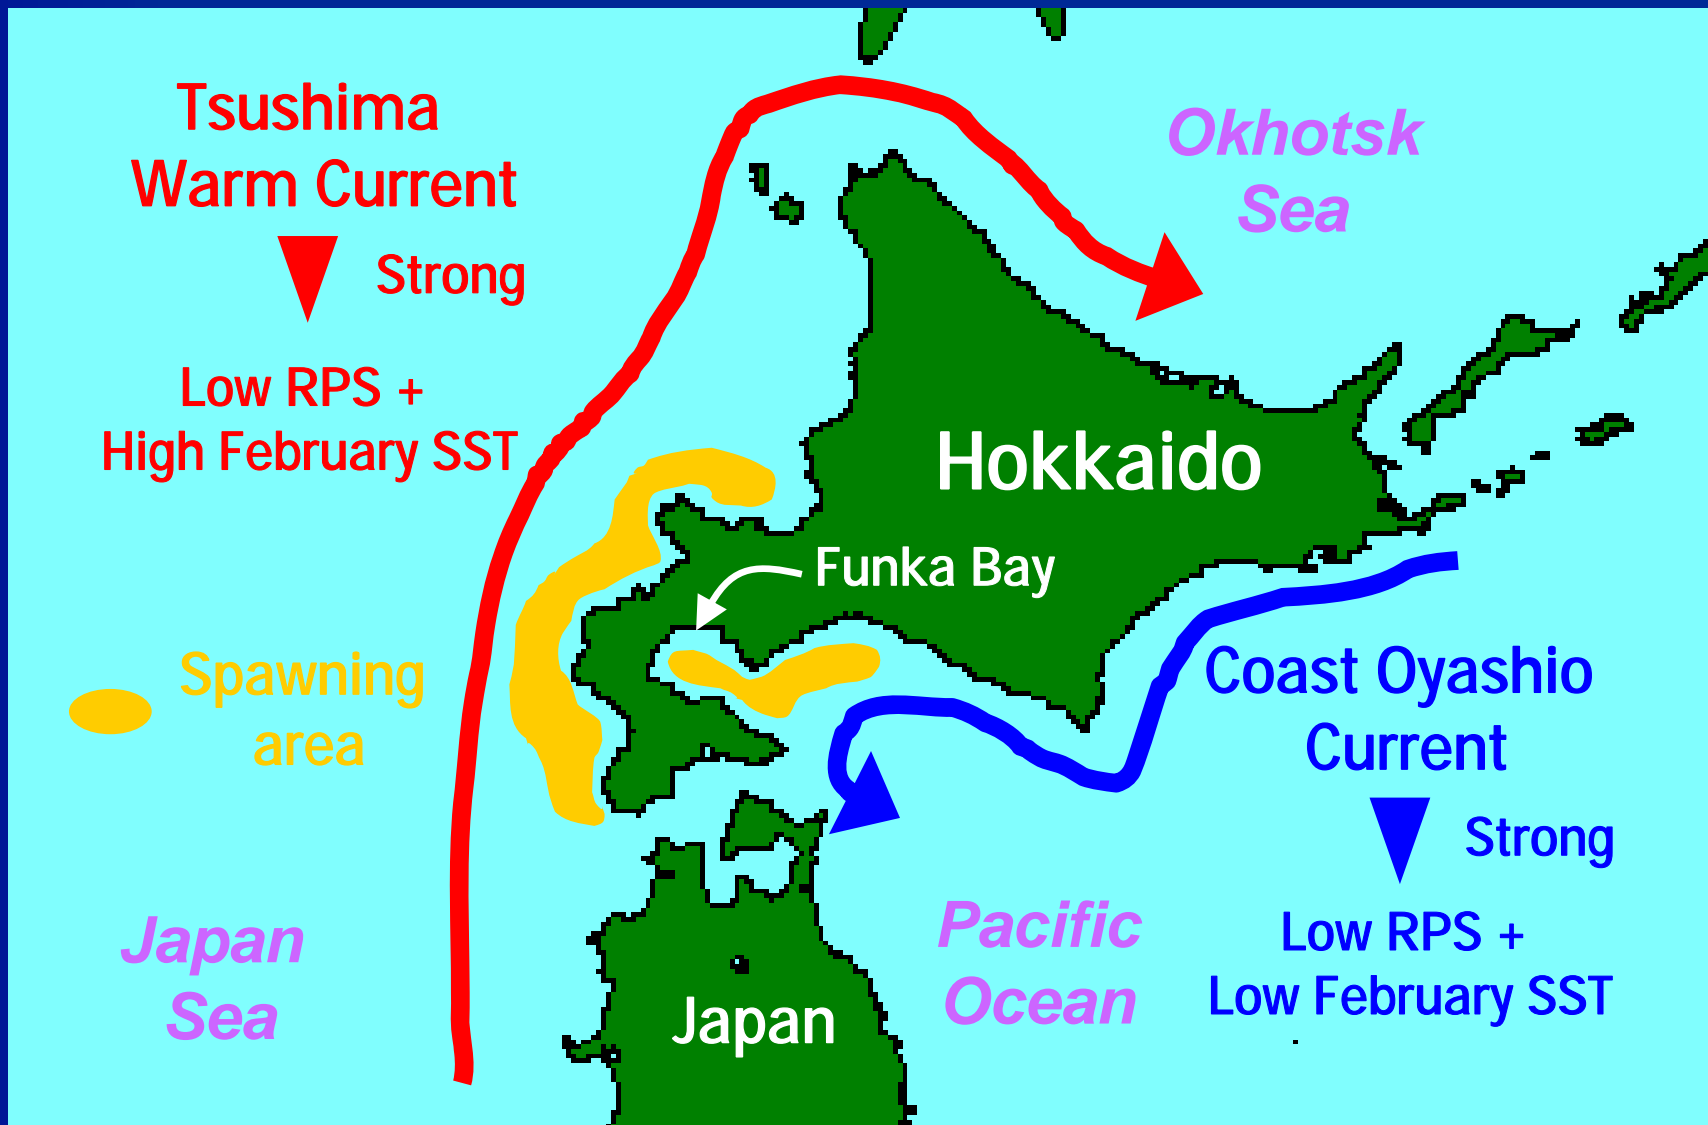 Tsushima
Warm Current
Strong
Low RPS +
High February SST
Okhotsk
Sea
Hokkaido
Funka Bay
Spawning
area
Coast Oyashio
Current
Strong
Low RPS +
Low February SST
Japan
Sea
Pacific
Ocean
Japan